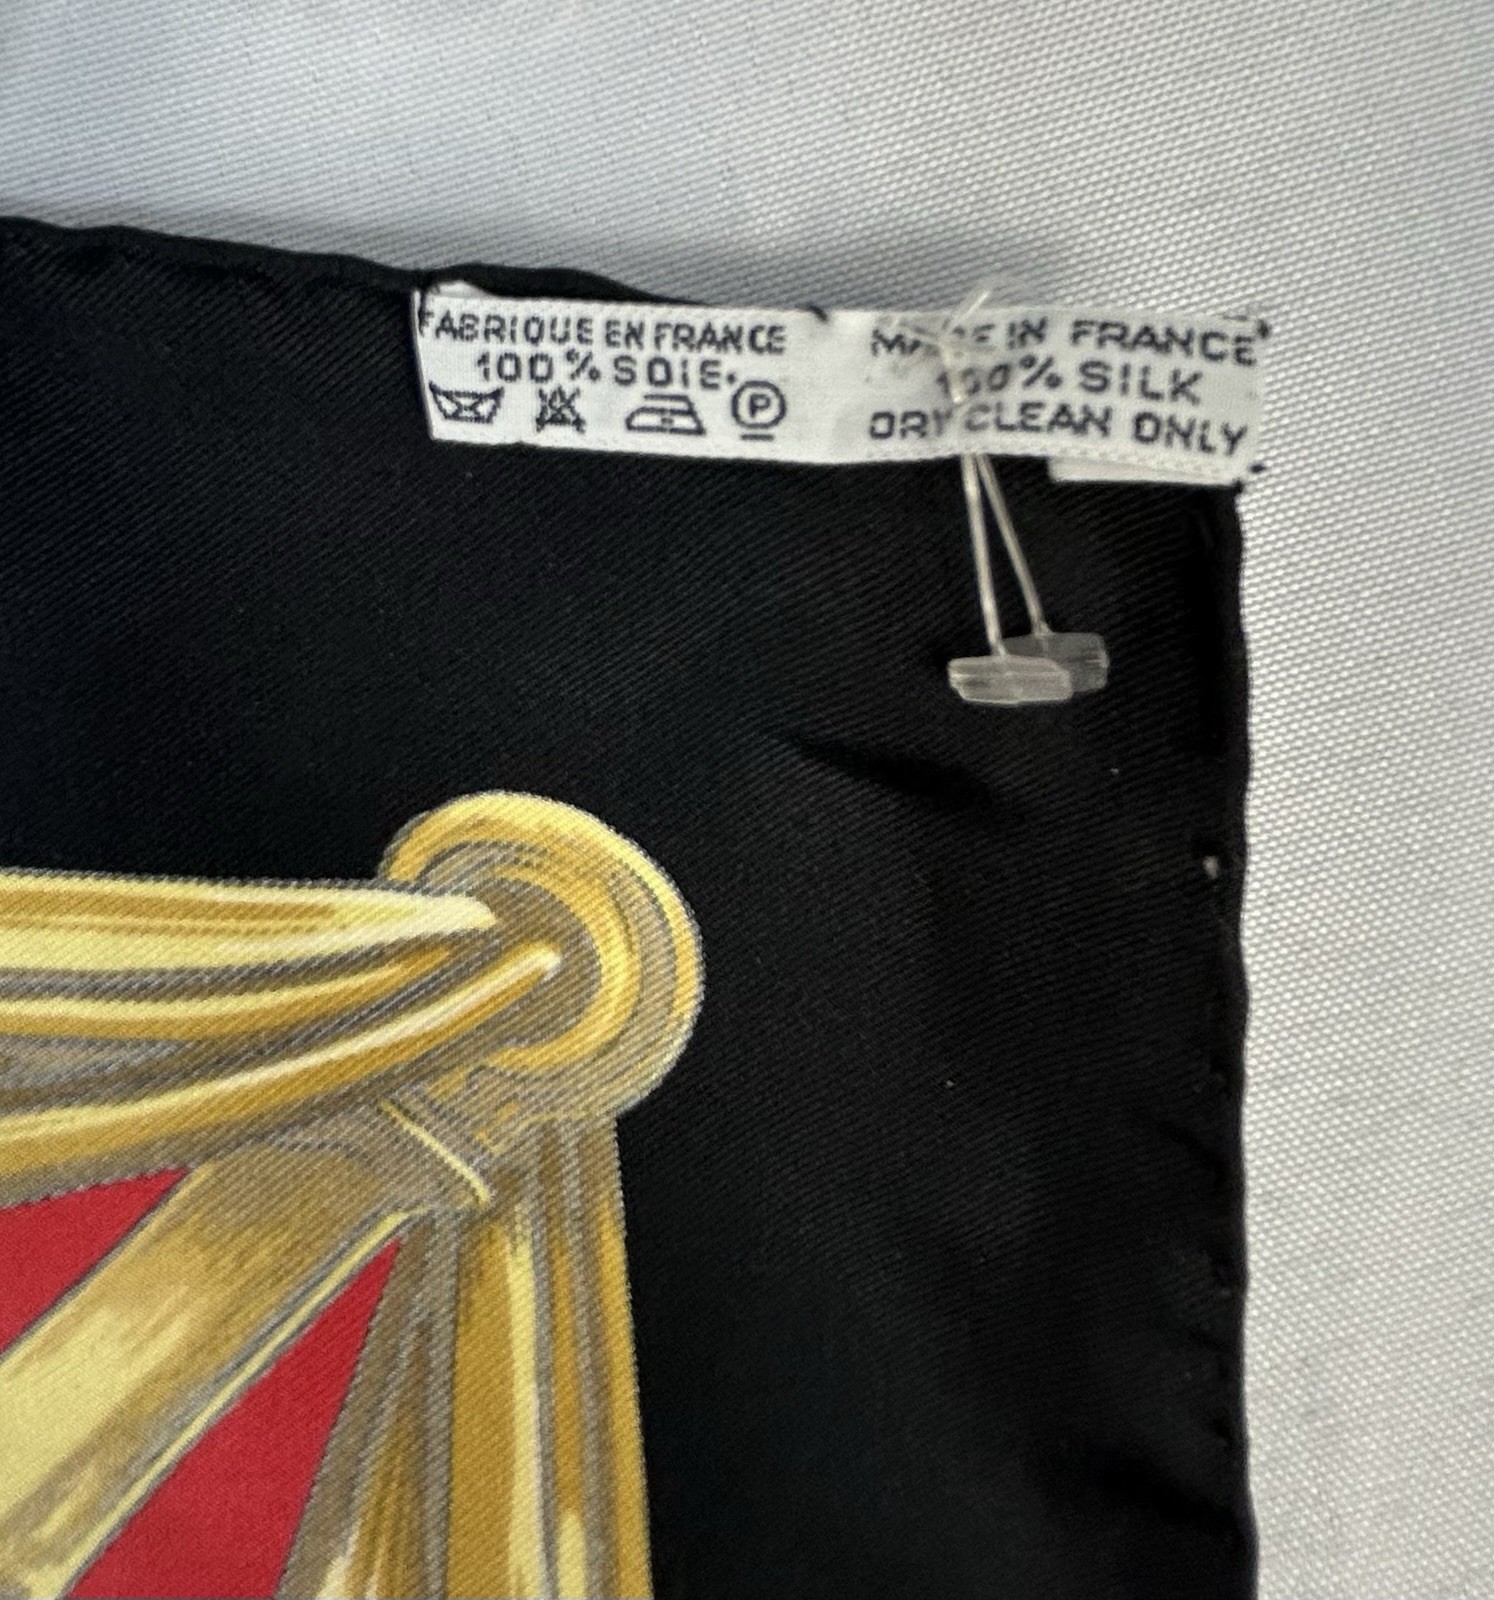 FABRIQUE EN FRANCE
100% SOIE.
P
MADE IN FRANCE
100% SILK
DRY CLEAN ONLY